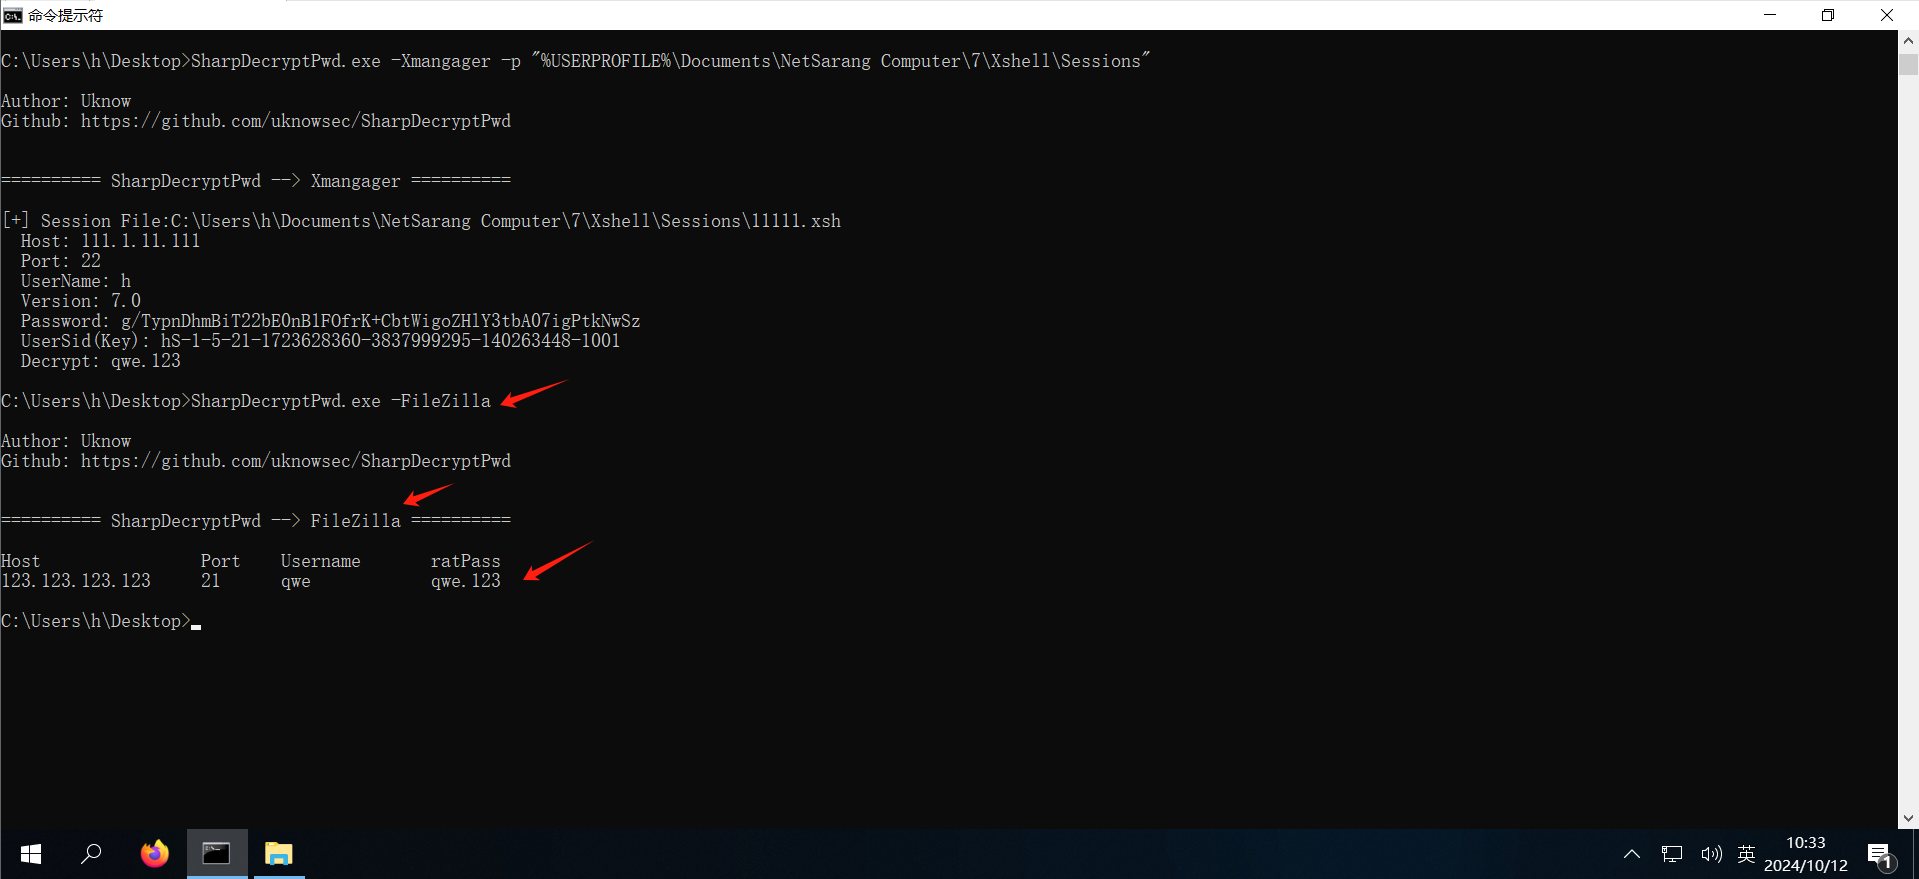 命令提示符
C:\Users\h\Desktop>SharpDecryptPwd.exe -Xmangager -p "%USERPROFILE%\Documents\NetSarang Computer\7\Xshell\Sessions"
Author: Uknow
Github: https://github.com/uknowsec/SharpDecryptPwd
========== SharpDecryptPwd --> Xmangager ==========
[+] Session File:C:\Users\h\Documents\NetSarang Computer\7\Xshell\Sessions\11111.xsh
Host: 111.1.11.111
Port: 22
UserName: h
Version: 7.0
Password: g/TypnDhmBiT22bE0nB1FOfrK+CbtWigoZHlY3tbA07igPtkNwSz
UserSid(Key): hS-1-5-21-1723628360-3837999295-140263448-1001
Decrypt: qwe.123
C:\Users\h\Desktop>SharpDecryptPwd.exe -FileZilla
Author: Uknow
Github: https://github.com/uknowsec/SharpDecryptPwd
========== SharpDecryptPwd --> FileZilla ==========
Host Port Username ratPass
123.123.123.123 21 qwe qwe.123
C:\Users\h\Desktop>
英
10:33
2024/10/12
1